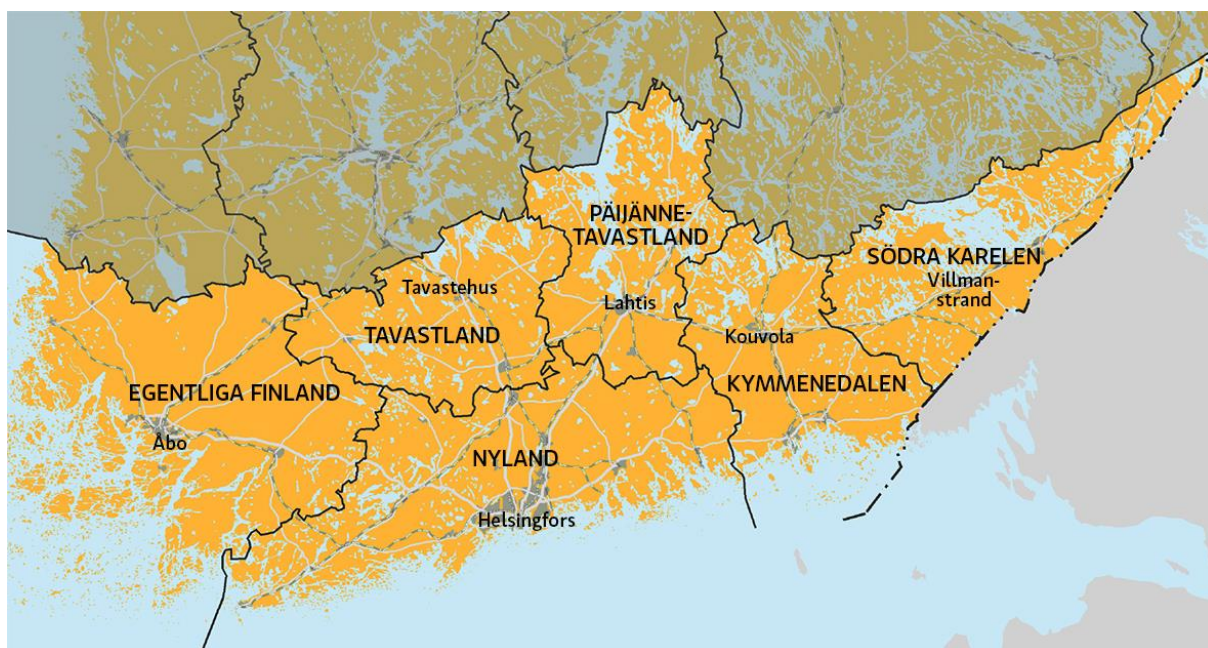 PÄIJÄNNE-
TAVASTLAND
SÖDRA KARELEN
Villman-
strand
Tavastehus
Lahtis
TAVASTLAND
Kouvola
EGENTLIGA FINLAND
KYMMENEDALEN
Åbo
NYLAND
Helsingfors